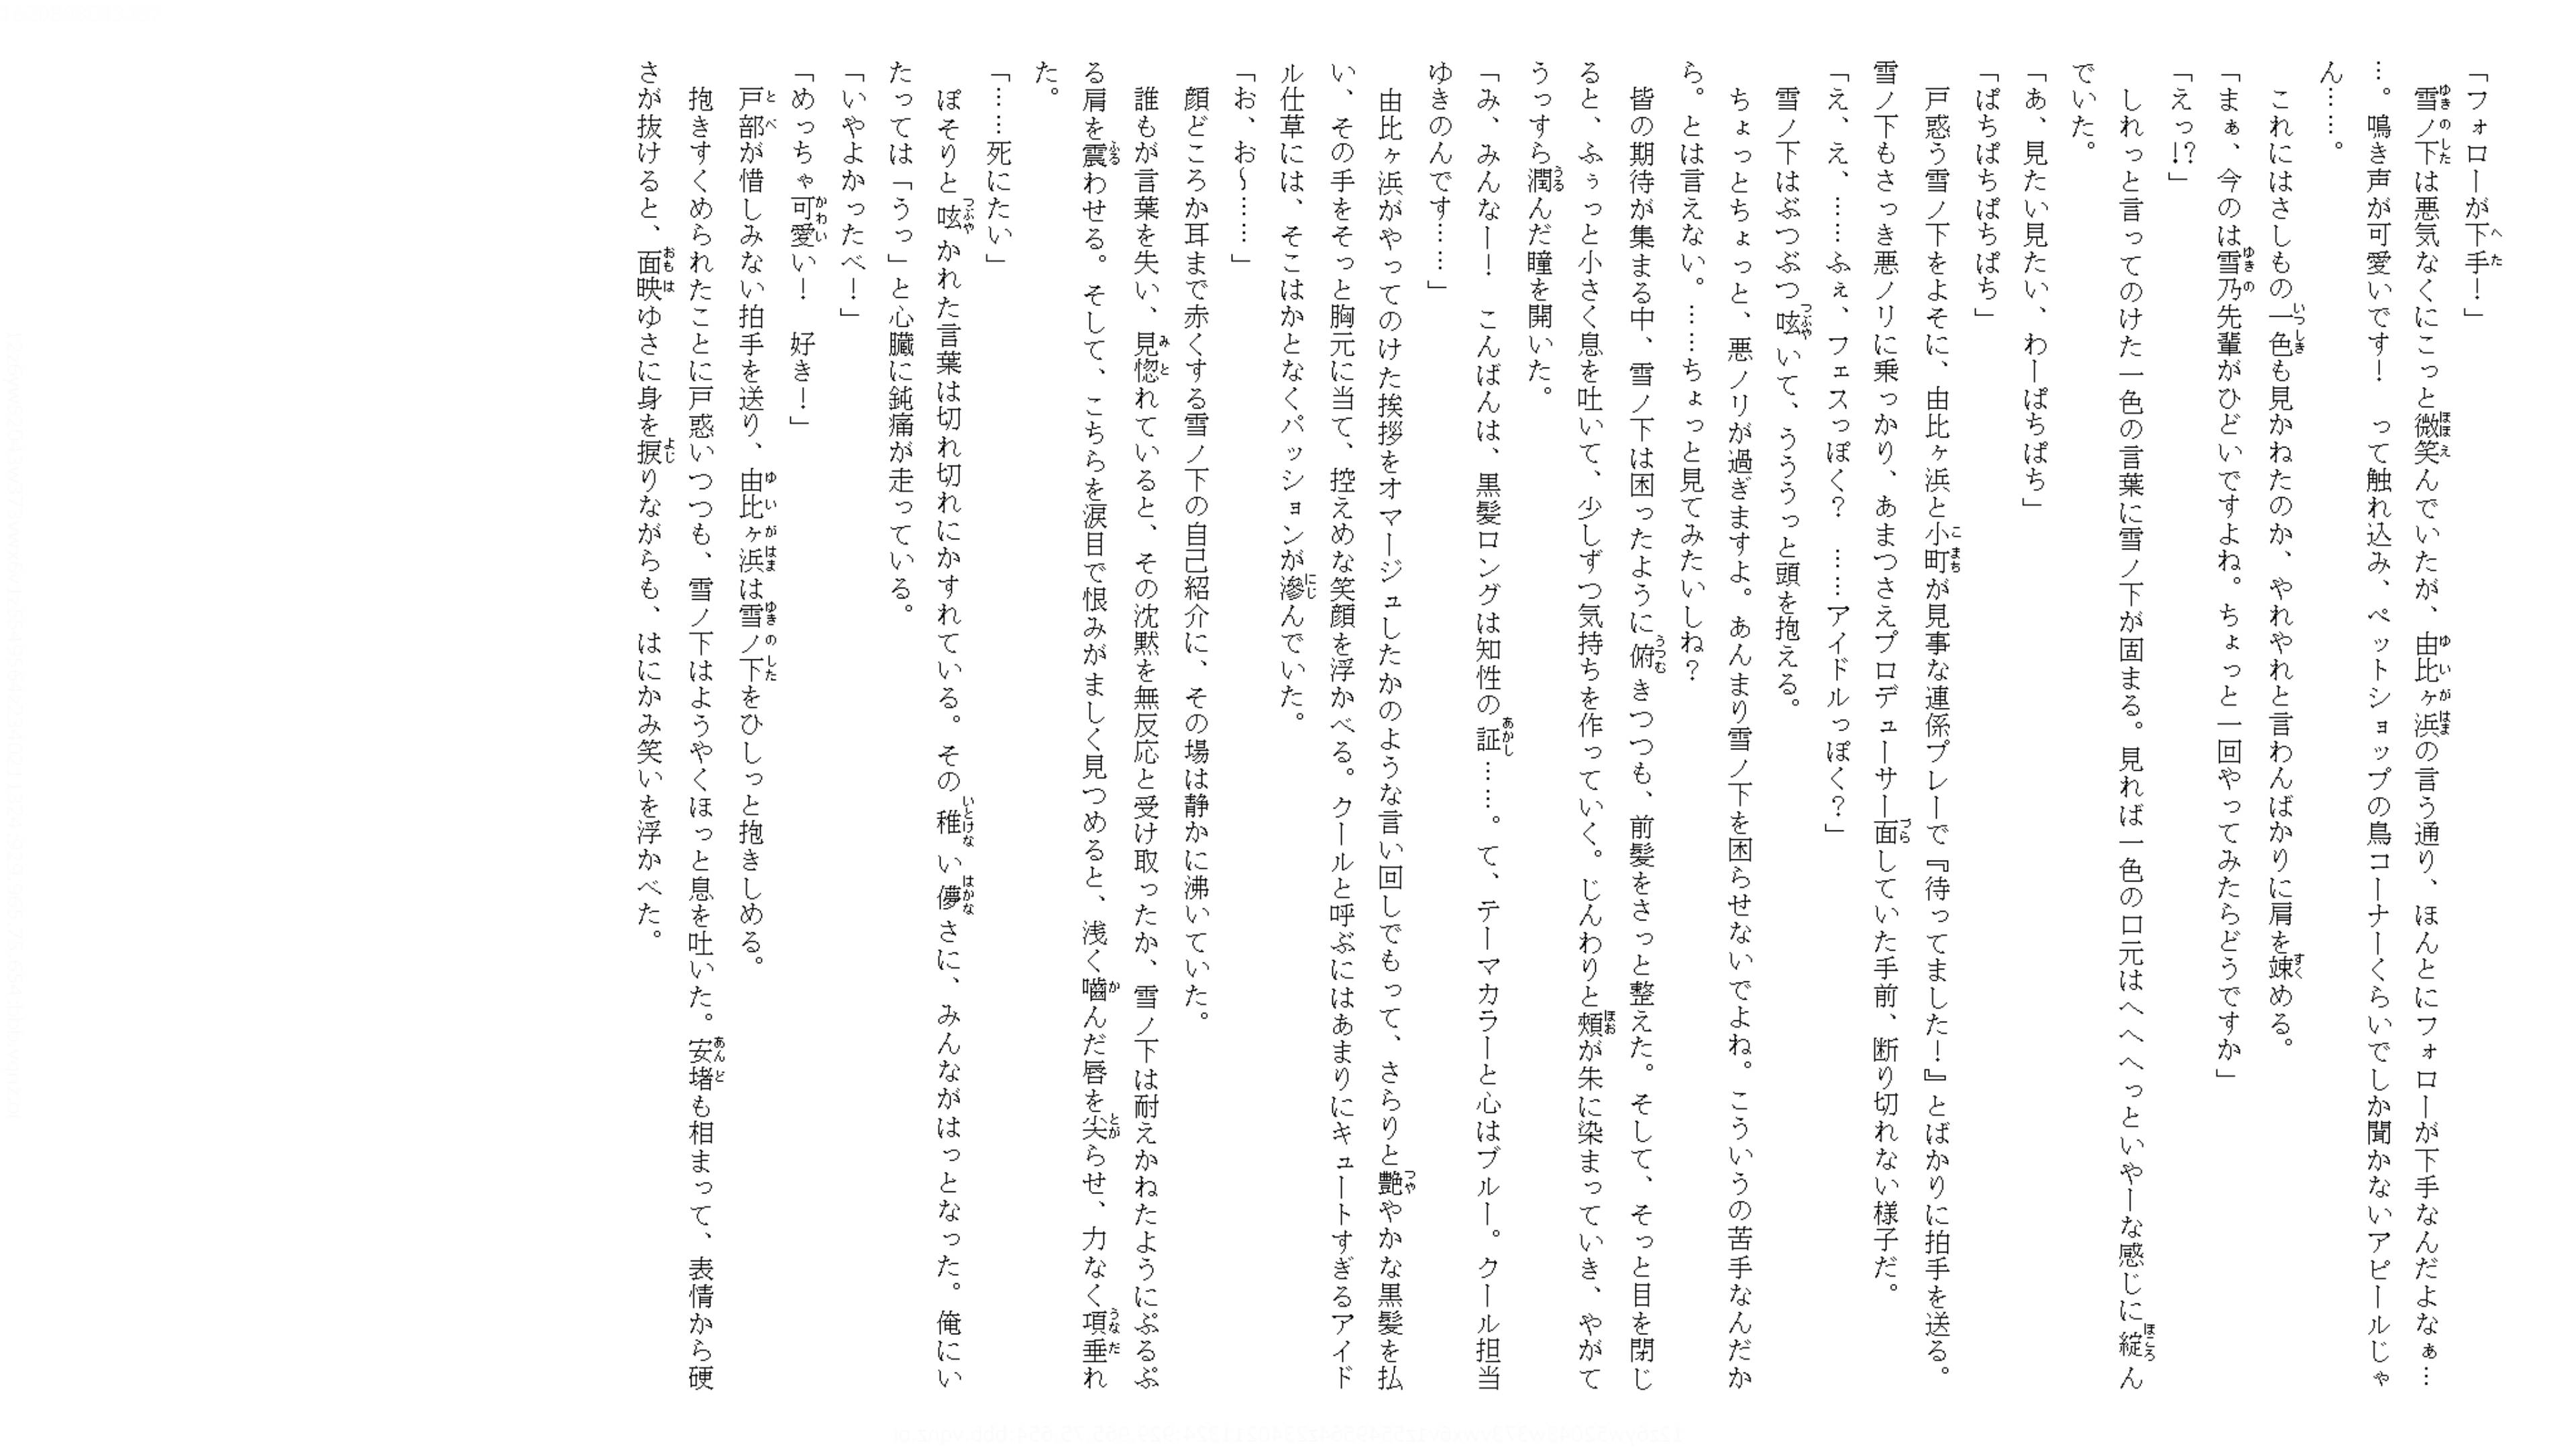 「フォローが下手！」
　雪ノ下は悪気なくにこっと微笑んでいたが、由比ヶ浜の言う通り、ほんとにフォローが下手なんだよなぁ…
…。鳴き声が可愛いです！　って触れ込み、ペットショップの鳥コーナーくらいでしか聞かないアピールじゃ
ん……。
　これにはさしもの一色も見かねたのか、やれやれと言わんばかりに肩を竦める。
「まぁ、今のは雪乃先輩がひどいですよね。ちょっと一回やってみたらどうですか」
「えっ!?」
　しれっと言ってのけた一色の言葉に雪ノ下が固まる。見れば一色の口元はへへへっといやーな感じに綻ん
でいた。
「あ、見たい見たい、わーぱちぱち」
「ぱちぱちぱちぱち」
　戸惑う雪ノ下をよそに、由比ヶ浜と小町が見事な連係プレーで『待ってました！』とばかりに拍手を送る。
雪ノ下もさっき悪ノリに乗っかり、あまつさえプロデューサー面していた手前、断り切れない様子だ。
「え、え、……ふぇ、フェスっぽく？　……アイドルっぽく？」
　雪ノ下はぶつぶつ呟いて、うううっと頭を抱える。
　ちょっとちょっと、悪ノリが過ぎますよ。あんまり雪ノ下を困らせないでよね。こういうの苦手なんだか
ら。とは言えない。……ちょっと見てみたいしね？
　皆の期待が集まる中、雪ノ下は困ったように俯きつつも、前髪をさっと整えた。そして、そっと目を閉じ
ると、ふぅっと小さく息を吐いて、少しずつ気持ちを作っていく。じんわりと頬が朱に染まっていき、やがて
うっすら潤んだ瞳を開いた。
「み、みんなー！　こんばんは、黒髪ロングは知性の証……。て、テーマカラーと心はブルー。クール担当
ゆきのんです……」
　由比ヶ浜がやってのけた挨拶をオマージュしたかのような言い回しでもって、さらりと艶やかな黒髪を払
い、その手をそっと胸元に当て、控えめな笑顔を浮かべる。クールと呼ぶにはあまりにキュートすぎるアイド
ル仕草には、そこはかとなくパッションが滲んでいた。
「お、お〜……」
　顔どころか耳まで赤くする雪ノ下の自己紹介に、その場は静かに沸いていた。
　誰もが言葉を失い、見惚れていると、その沈黙を無反応と受け取ったか、雪ノ下は耐えかねたようにぷるぷ
る肩を震わせる。そして、こちらを涙目で恨みがましく見つめると、浅く噛んだ唇を尖らせ、力なく項垂れ
た。
「……死にたい」
　ぽそりと呟かれた言葉は切れ切れにかすれている。その稚い儚さに、みんながはっとなった。俺にい
たっては「うっ」と心臓に鈍痛が走っている。
「いやよかったべ！」
「めっちゃ可愛い！　好き！」
　戸部が惜しみない拍手を送り、由比ヶ浜は雪ノ下をひしっと抱きしめる。
　抱きすくめられたことに戸惑いつつも、雪ノ下はようやくほっと息を吐いた。安堵も相まって、表情から硬
さが抜けると、面映ゆさに身を捩りながらも、はにかみ笑いを浮かべた。